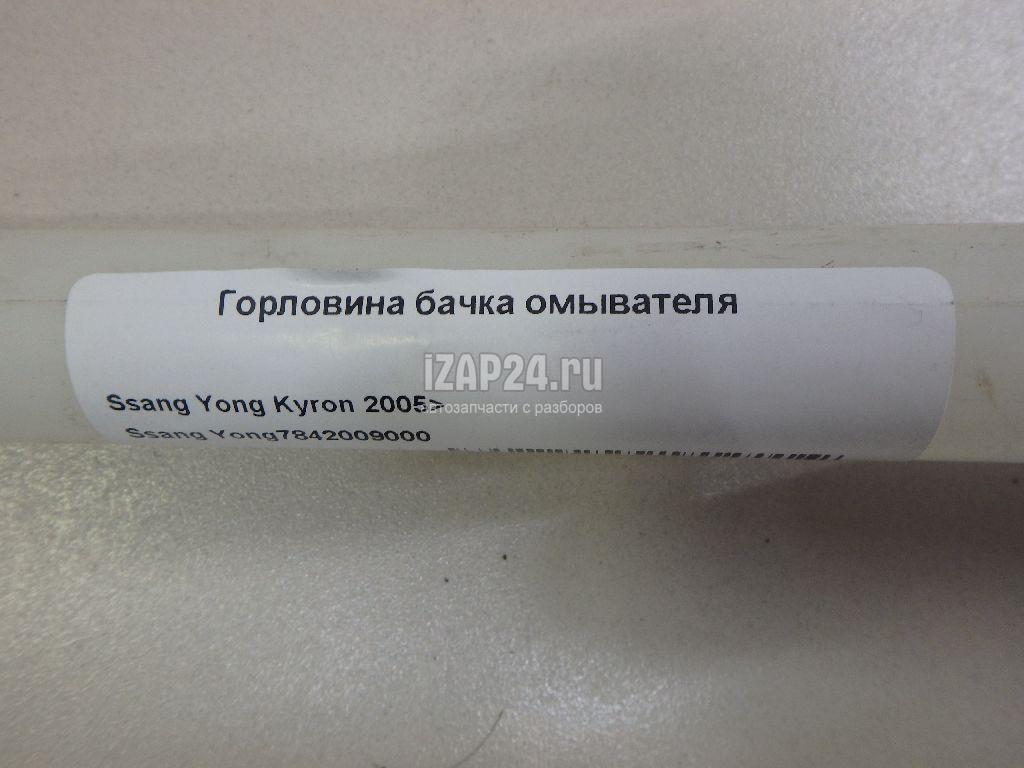 Горловина бачка омывателя
iZAP24.ru
автозапчасти с разборов
Ssang Yong Kyron 2005>
Ssang Yong7842009000